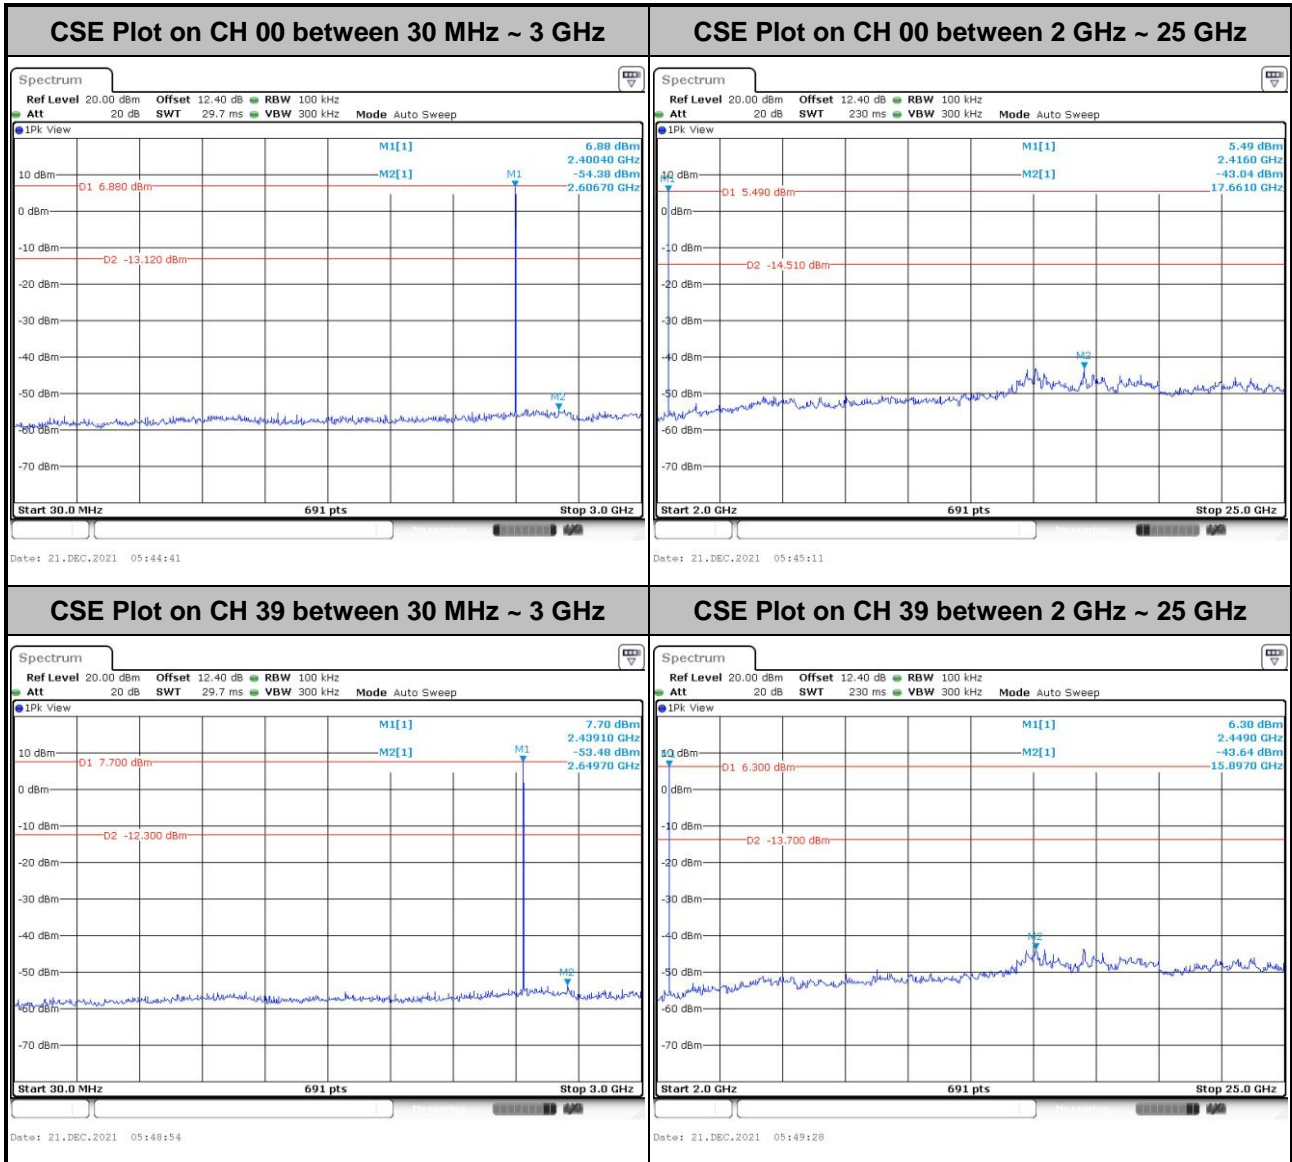 CSE Plot on CH 00 between 30 MHz ~ 3 GHz
Spectrum
Ref Level 20.00 dBm Offset 12.40 dB RBW 100 kHz
Att 20 dB SWT 29.7 ms VBW 300 kHz Mode Auto Sweep
1Pk View
M1[1] 6.88 dBm
2.40040 GHz
M2[1] -54.38 dBm
2.60670 GHz
10 dBm
M1
D1 6.880 dBm
0 dBm
-10 dBm
D2 -13.120 dBm
-20 dBm
-30 dBm
-40 dBm
-50 dBm
M2
-60 dBm
-70 dBm
Start 30.0 MHz 691 pts Stop 3.0 GHz
Date: 21.DEC.2021 05:44:41
CSE Plot on CH 00 between 2 GHz ~ 25 GHz
Spectrum
Ref Level 20.00 dBm Offset 12.40 dB RBW 100 kHz
Att 20 dB SWT 230 ms VBW 300 kHz Mode Auto Sweep
1Pk View
M1[1] 5.49 dBm
2.4160 GHz
M2[1] -43.04 dBm
17.6610 GHz
10 dBm
M1
D1 5.490 dBm
0 dBm
-10 dBm
D2 -14.510 dBm
-20 dBm
-30 dBm
-40 dBm
M2
-50 dBm
-60 dBm
-70 dBm
Start 2.0 GHz 691 pts Stop 25.0 GHz
Date: 21.DEC.2021 05:45:11
CSE Plot on CH 39 between 30 MHz ~ 3 GHz
Spectrum
Ref Level 20.00 dBm Offset 12.40 dB RBW 100 kHz
Att 20 dB SWT 29.7 ms VBW 300 kHz Mode Auto Sweep
1Pk View
M1[1] 7.70 dBm
2.43910 GHz
M2[1] -53.48 dBm
2.64970 GHz
10 dBm
M1
D1 7.700 dBm
0 dBm
-10 dBm
D2 -12.300 dBm
-20 dBm
-30 dBm
-40 dBm
-50 dBm
M2
-60 dBm
-70 dBm
Start 30.0 MHz 691 pts Stop 3.0 GHz
Date: 21.DEC.2021 05:48:54
CSE Plot on CH 39 between 2 GHz ~ 25 GHz
Spectrum
Ref Level 20.00 dBm Offset 12.40 dB RBW 100 kHz
Att 20 dB SWT 230 ms VBW 300 kHz Mode Auto Sweep
1Pk View
M1[1] 6.30 dBm
2.4490 GHz
M2[1] -43.64 dBm
15.8970 GHz
10 dBm
D1 6.300 dBm
0 dBm
-10 dBm
D2 -13.700 dBm
-20 dBm
-30 dBm
-40 dBm
M2
-50 dBm
-60 dBm
-70 dBm
Start 2.0 GHz 691 pts Stop 25.0 GHz
Date: 21.DEC.2021 05:49:28